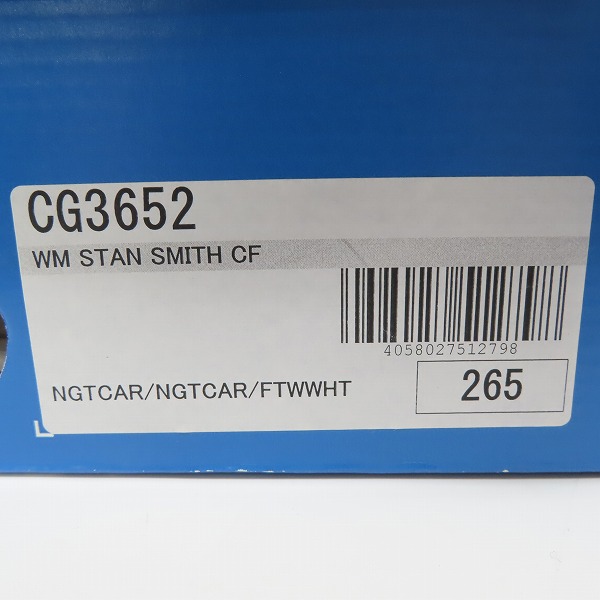 CG3652
WM STAN SMITH CF
4058027512798
NGTCAR/NGTCAR/FTWWHT
265